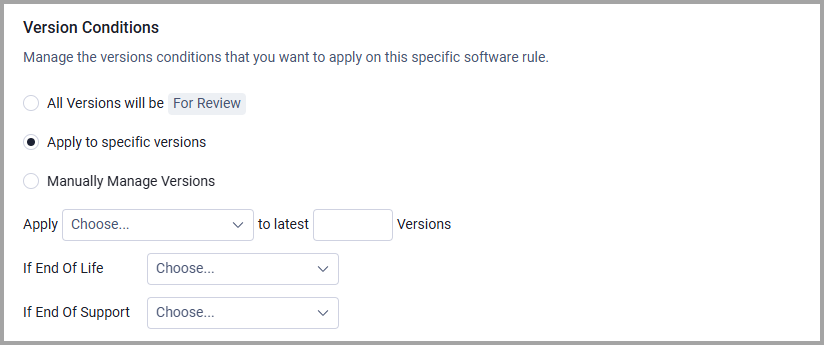 Version Conditions
Manage the versions conditions that you want to apply on this specific software rule.
All Versions will be For Review
Apply to specific versions
Manually Manage Versions
Apply Choose... to latest Versions
If End Of Life Choose...
If End Of Support Choose...